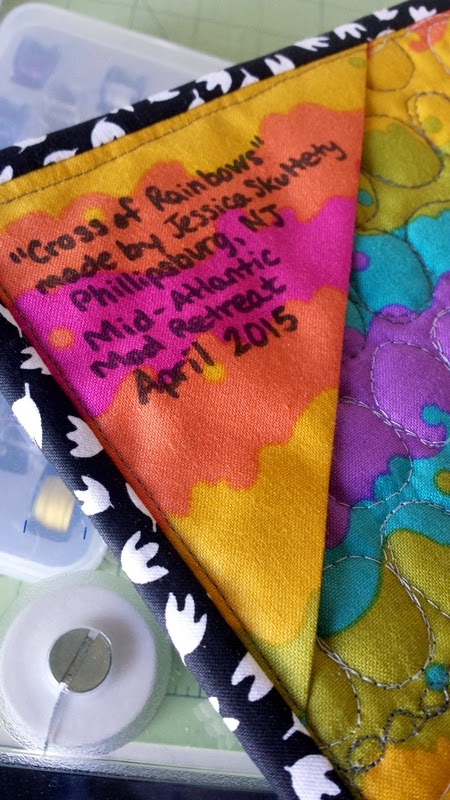 "Cross of Rainbows"
made by Jessica Skultety
Phillipsburg, NJ
Mid-Atlantic
Mod Retreat
April 2015